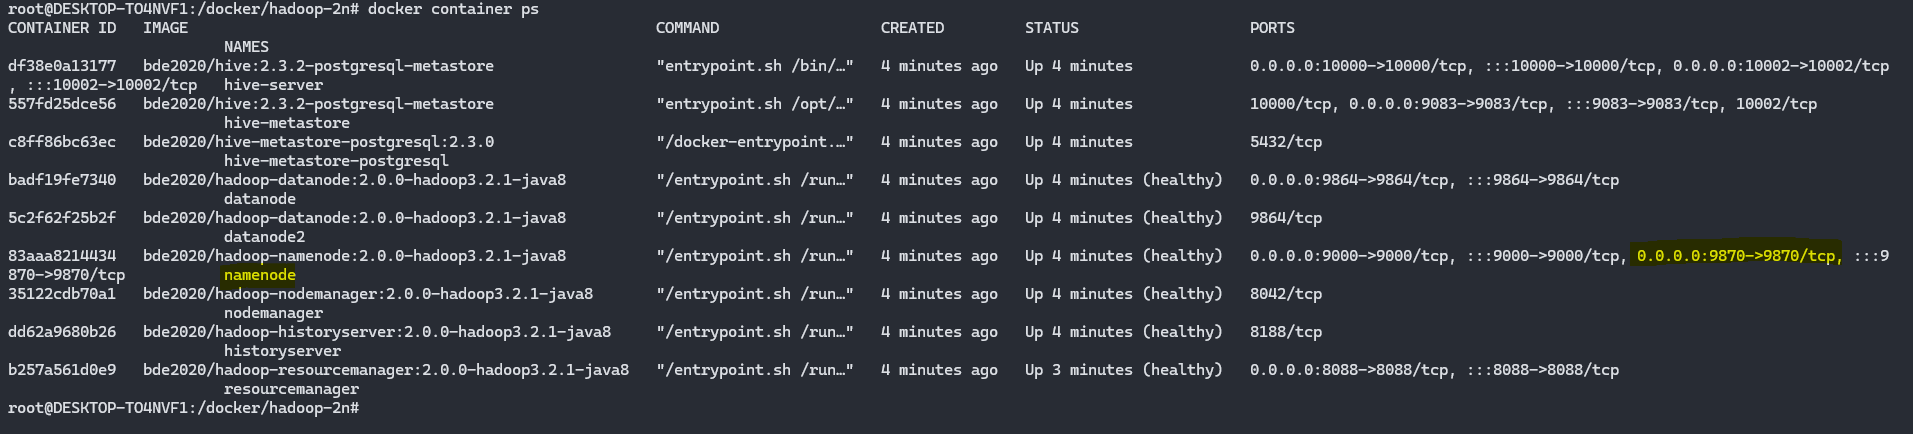 root@DESKTOP-TO4NVF1:/docker/hadoop-2n# docker container ps
CONTAINER ID   IMAGE                                                    COMMAND                  CREATED         STATUS                   PORTS
                        NAMES
df38e0a13177   bde2020/hive:2.3.2-postgresql-metastore                  "entrypoint.sh /bin/…"   4 minutes ago   Up 4 minutes             0.0.0.0:10000->10000/tcp, :::10000->10000/tcp, 0.0.0.0:10002->10002/tcp
, :::10002->10002/tcp   hive-server
557fd25dce56   bde2020/hive:2.3.2-postgresql-metastore                  "entrypoint.sh /opt/…"   4 minutes ago   Up 4 minutes             10000/tcp, 0.0.0.0:9083->9083/tcp, :::9083->9083/tcp, 10002/tcp
                        hive-metastore
c8ff86bc63ec   bde2020/hive-metastore-postgresql:2.3.0                  "/docker-entrypoint.…"   4 minutes ago   Up 4 minutes             5432/tcp
                        hive-metastore-postgresql
badf19fe7340   bde2020/hadoop-datanode:2.0.0-hadoop3.2.1-java8          "/entrypoint.sh /run…"   4 minutes ago   Up 4 minutes (healthy)   0.0.0.0:9864->9864/tcp, :::9864->9864/tcp
                        datanode
5c2f62f25b2f   bde2020/hadoop-datanode:2.0.0-hadoop3.2.1-java8          "/entrypoint.sh /run…"   4 minutes ago   Up 4 minutes (healthy)   9864/tcp
                        datanode2
83aaa8214434   bde2020/hadoop-namenode:2.0.0-hadoop3.2.1-java8          "/entrypoint.sh /run…"   4 minutes ago   Up 4 minutes (healthy)   0.0.0.0:9000->9000/tcp, :::9000->9000/tcp, 0.0.0.0:9870->9870/tcp, :::9
870->9870/tcp           namenode
35122cdb70a1   bde2020/hadoop-nodemanager:2.0.0-hadoop3.2.1-java8       "/entrypoint.sh /run…"   4 minutes ago   Up 4 minutes (healthy)   8042/tcp
                        nodemanager
dd62a9680b26   bde2020/hadoop-historyserver:2.0.0-hadoop3.2.1-java8     "/entrypoint.sh /run…"   4 minutes ago   Up 4 minutes (healthy)   8188/tcp
                        historyserver
b257a561d0e9   bde2020/hadoop-resourcemanager:2.0.0-hadoop3.2.1-java8   "/entrypoint.sh /run…"   4 minutes ago   Up 3 minutes (healthy)   0.0.0.0:8088->8088/tcp, :::8088->8088/tcp
                        resourcemanager
root@DESKTOP-TO4NVF1:/docker/hadoop-2n#